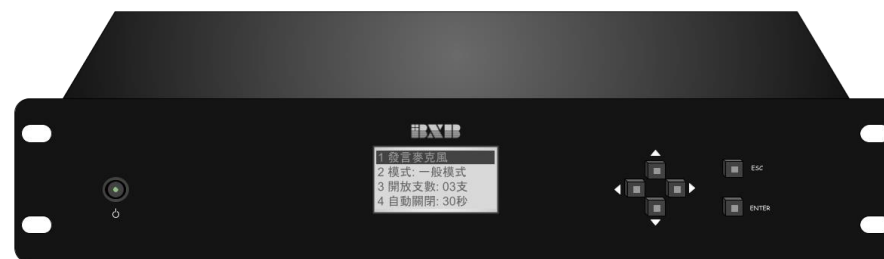 BXB
1 發言麥克風
2 模式: 一般模式
3 開放支數: 03支
4 自動關閉: 30秒
ESC
ENTER